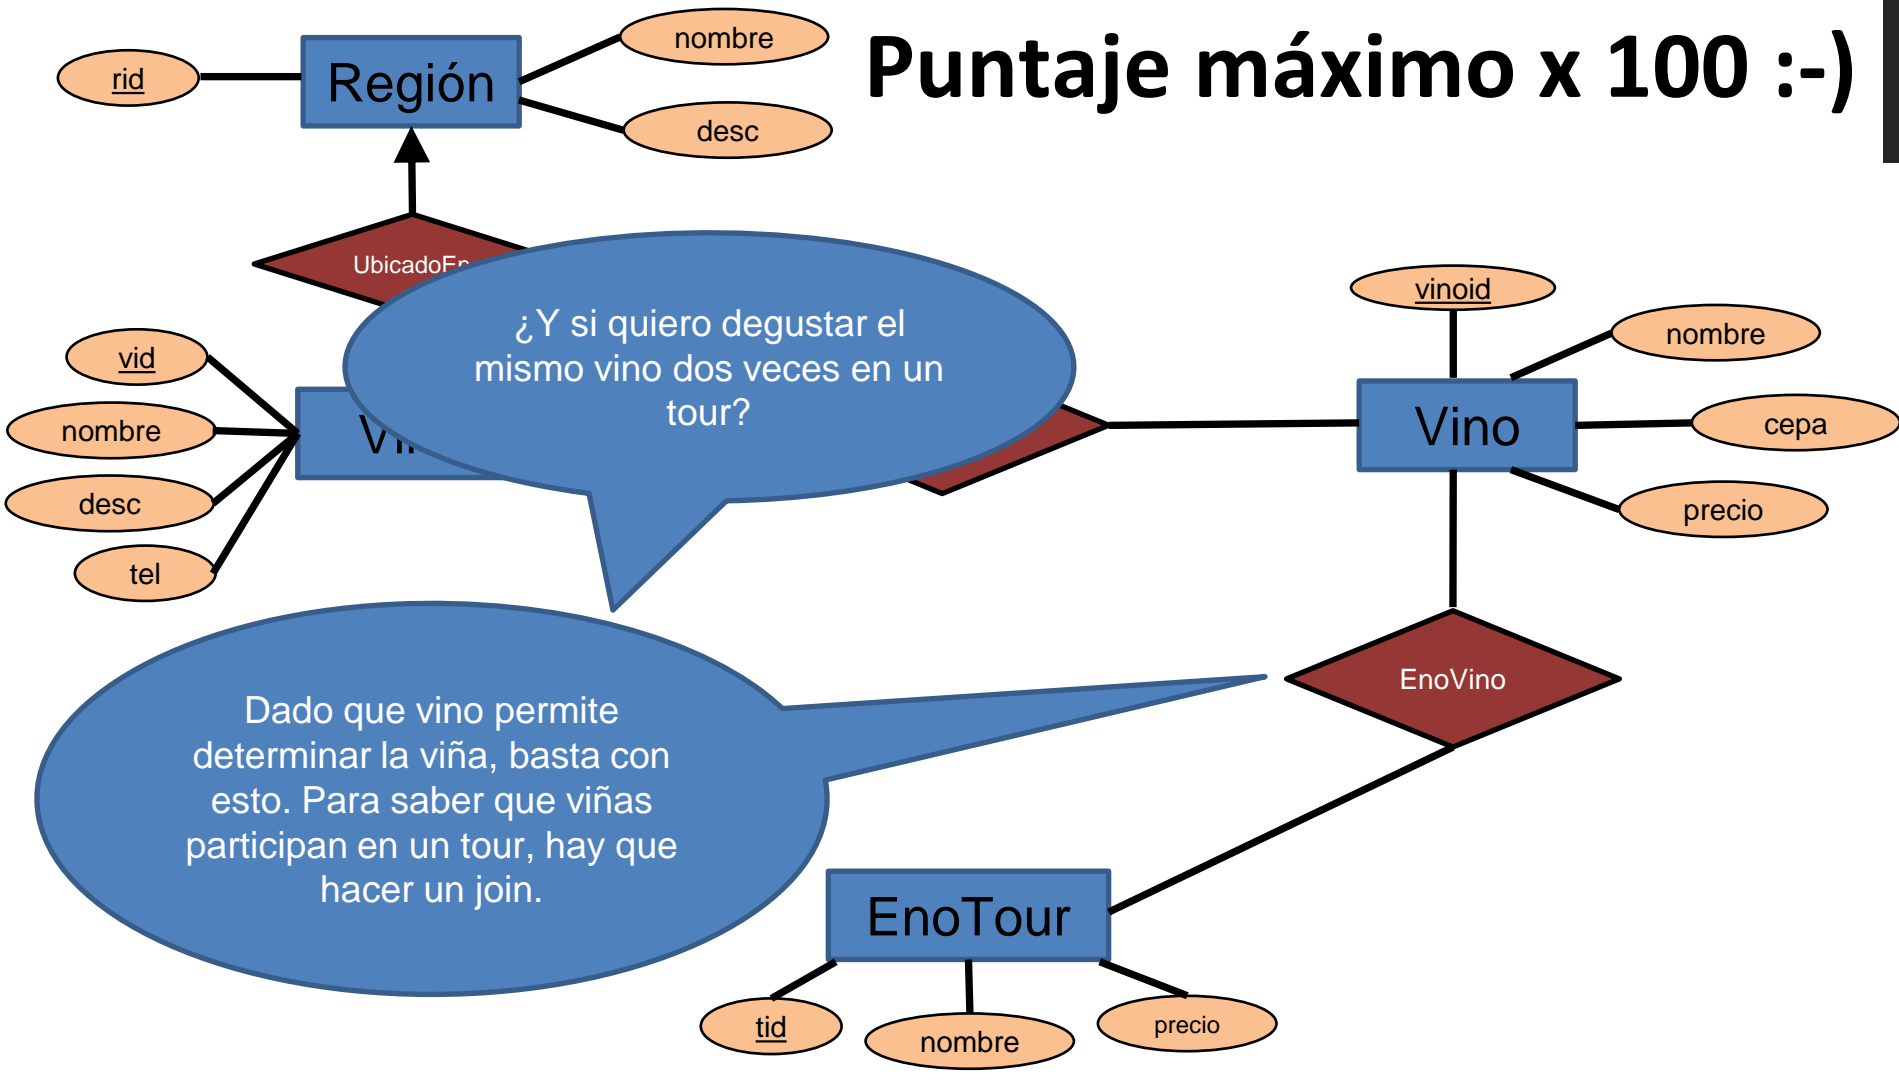 Puntaje máximo x 100 :-)
rid
Región
nombre
desc
¿Y si quiero degustar el
mismo vino dos veces en un
tour?
vid
nombre
desc
tel
vinoid
nombre
Vino
cepa
precio
EnoVino
Dado que vino permite
determinar la viña, basta con
esto. Para saber que viñas
participan en un tour, hay que
hacer un join.
EnoTour
tid
nombre
precio